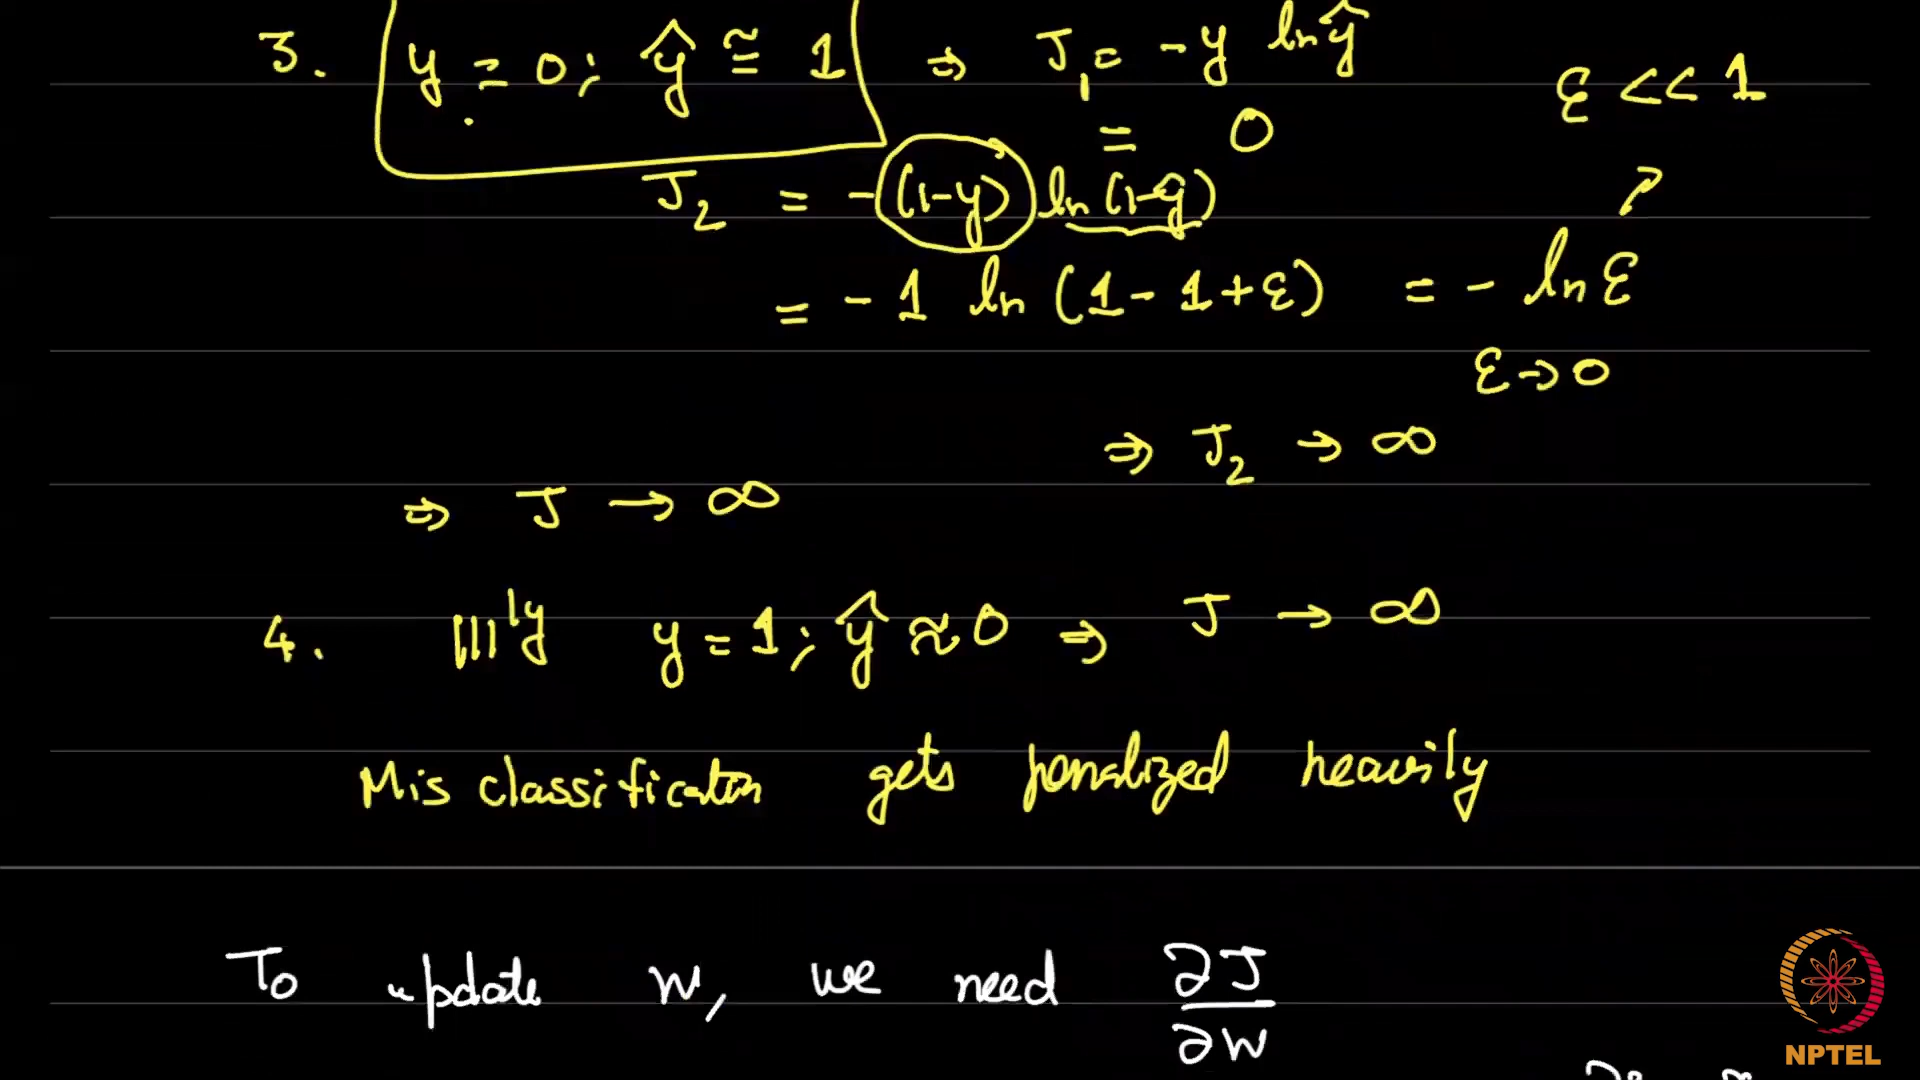 3. y = 0; ŷ ≅ 1 ⇒ J₁ = -y ln ŷ
= 0
ε << 1
J₂ = -(1-y) ln (1-ŷ)
= -1 ln (1-1+ε) = - ln ε
ε → 0
⇒ J₂ → ∞
⇒ J → ∞
4. |||ly y = 1; ŷ ≈ 0 ⇒ J → ∞
Mis classification gets penalized heavily
To update w, we need ∂J/∂w
NPTEL